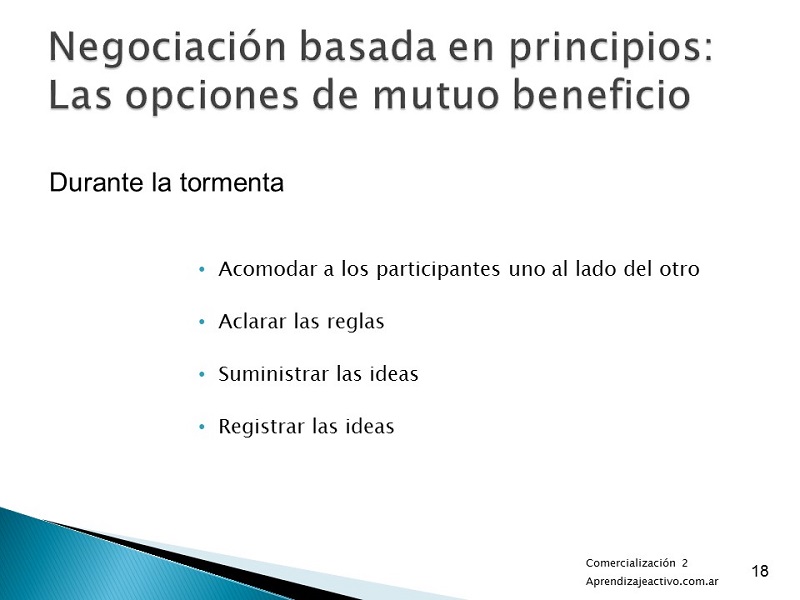 Negociación basada en principios:
Las opciones de mutuo beneficio
Durante la tormenta
• Acomodar a los participantes uno al lado del otro
• Aclarar las reglas
• Suministrar las ideas
• Registrar las ideas
Comercialización 2
Aprendizajeactivo.com.ar
18